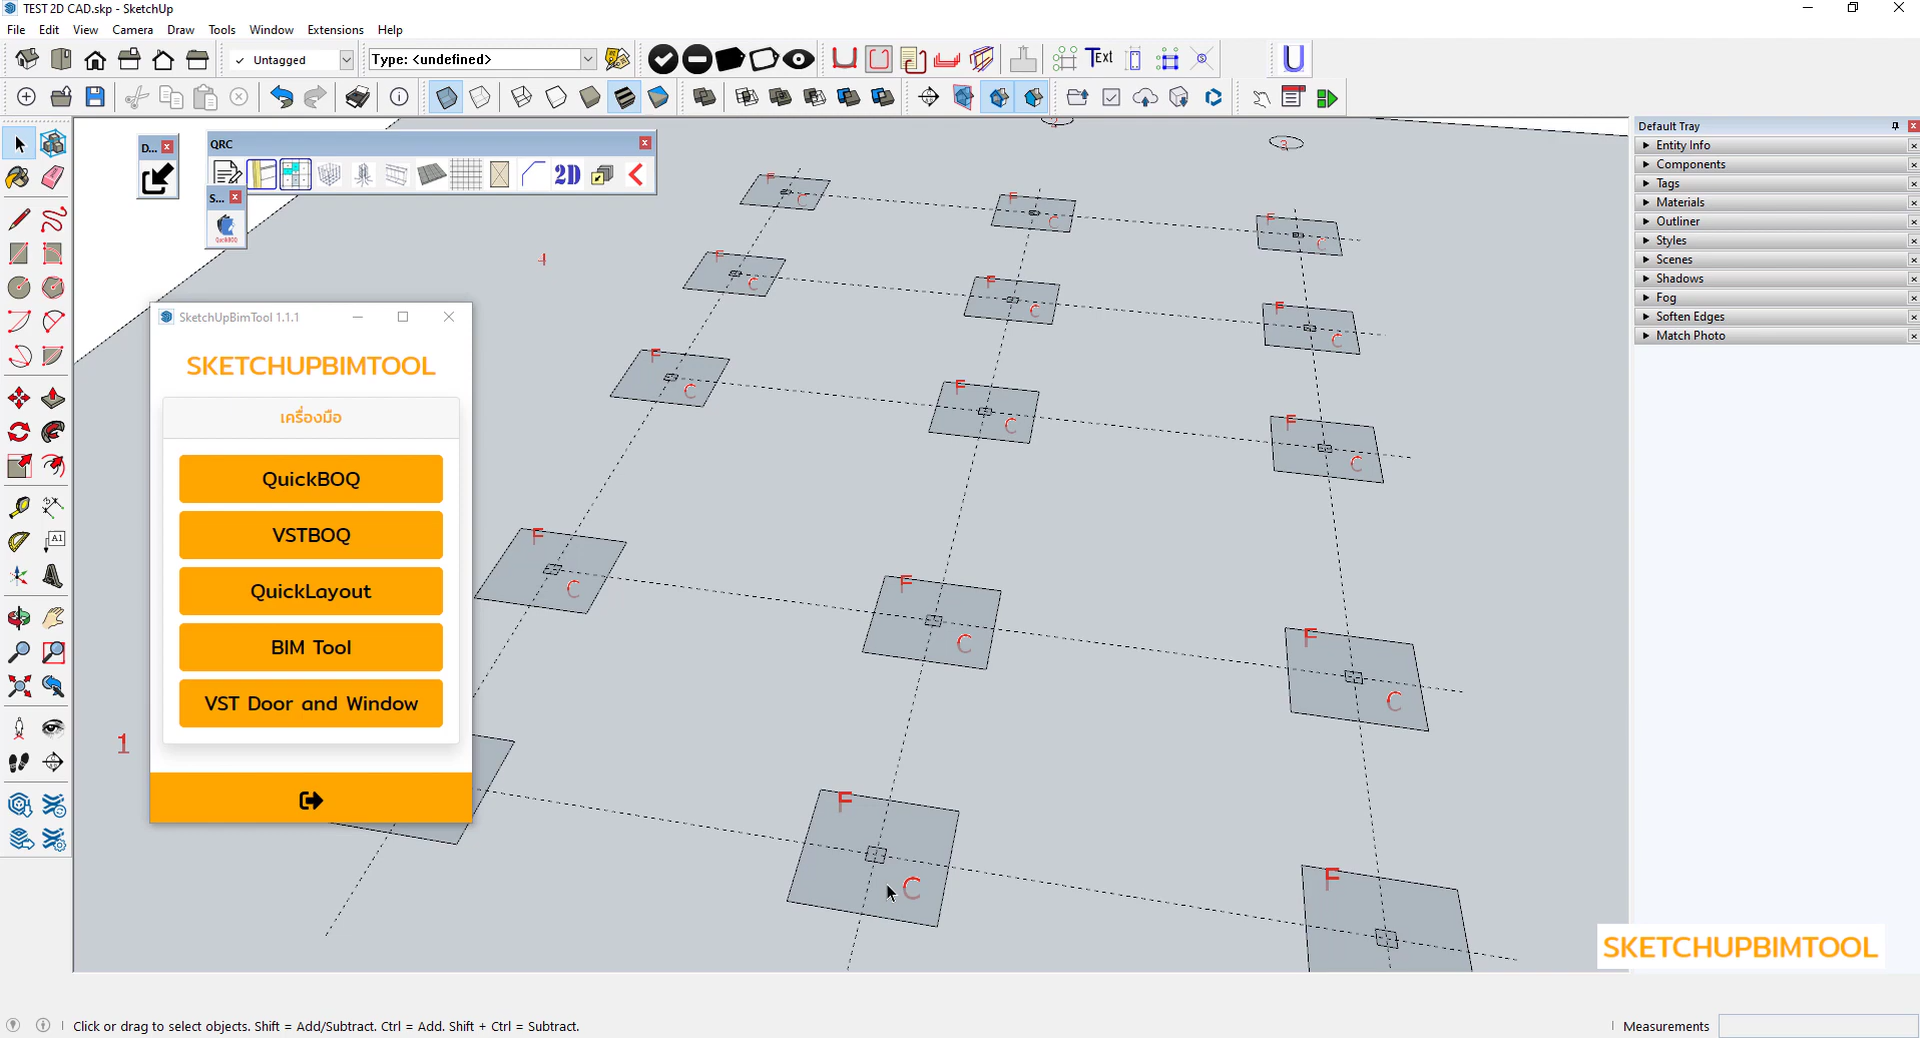 TEST 2D CAD.skp - SketchUp
File Edit View Camera Draw Tools Window Extensions Help
Untagged
Type: <undefined>
Text
Default Tray
Entity Info
Components
Tags
Materials
Outliner
Styles
Scenes
Shadows
Fog
Soften Edges
Match Photo
D...
QRC
2D
S...
QuickBOQ
SketchUpBimTool 1.1.1
SKETCHUPBIMTOOL
เครื่องมือ
QuickBOQ
VSTBOQ
QuickLayout
BIM Tool
VST Door and Window
A1
1
3
F C
F C
F C
F C
F C
F C
F C
F C
F C
F C
F C
F C
F C
F
SKETCHUPBIMTOOL
Click or drag to select objects. Shift = Add/Subtract. Ctrl = Add. Shift + Ctrl = Subtract.
Measurements